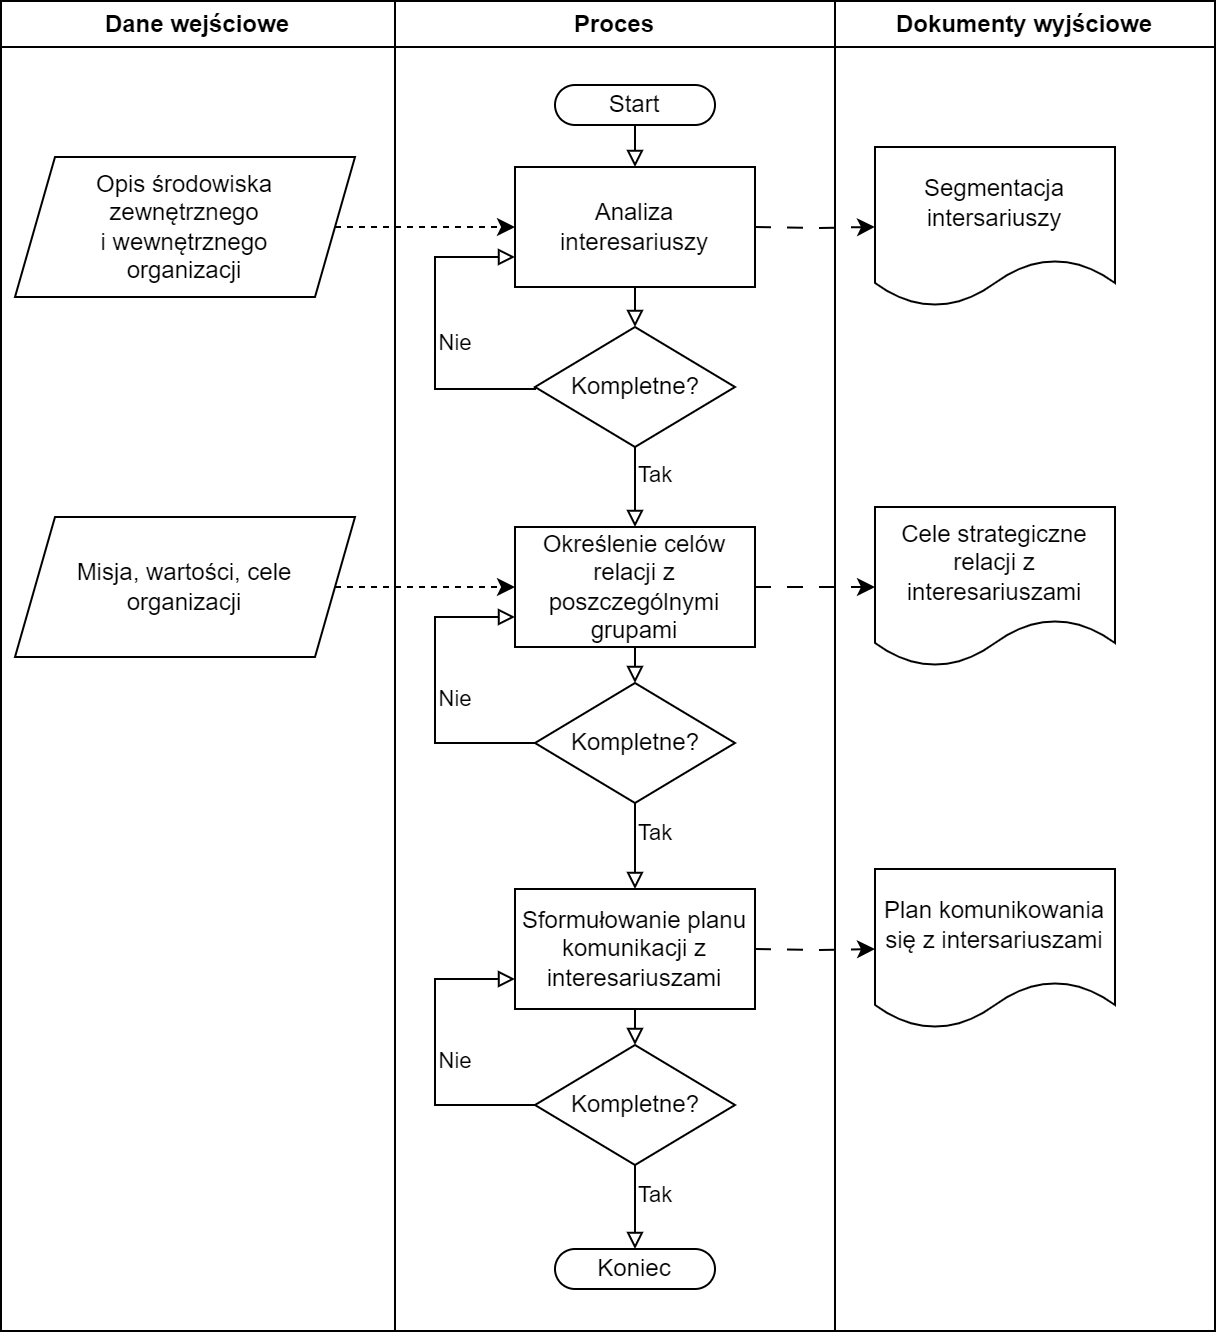 Dane wejściowe
Proces
Dokumenty wyjściowe
Start
Opis środowiska
zewnętrznego
i wewnętrznego
organizacji
Analiza
interesariuszy
Segmentacja
intersariuszy
Nie
Kompletne?
Tak
Misja, wartości, cele
organizacji
Określenie celów
relacji z
poszczególnymi
grupami
Cele strategiczne
relacji z
interesariuszami
Nie
Kompletne?
Tak
Sformułowanie planu
komunikacji z
interesariuszami
Plan komunikowania
się z intersariuszami
Nie
Kompletne?
Tak
Koniec